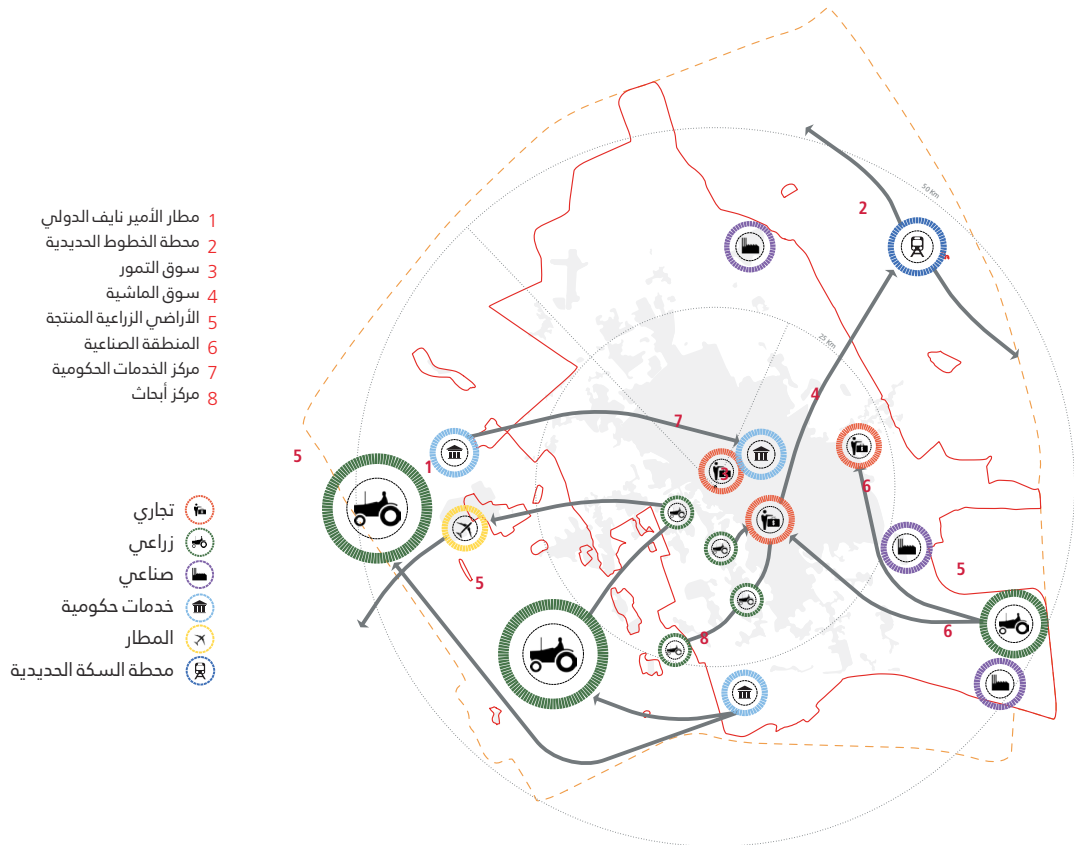 1 مطار الأمير نايف الدولي
2 محطة الخطوط الحديدية
3 سوق التمور
4 سوق الماشية
5 الأراضي الزراعية المنتجة
6 المنطقة الصناعية
7 مركز الخدمات الحكومية
8 مركز أبحاث
تجاري
زراعي
صناعي
خدمات حكومية
المطار
محطة السكة الحديدية
50 Km
2
25 Km
4
7
5
1
3
6
5
5
6
8